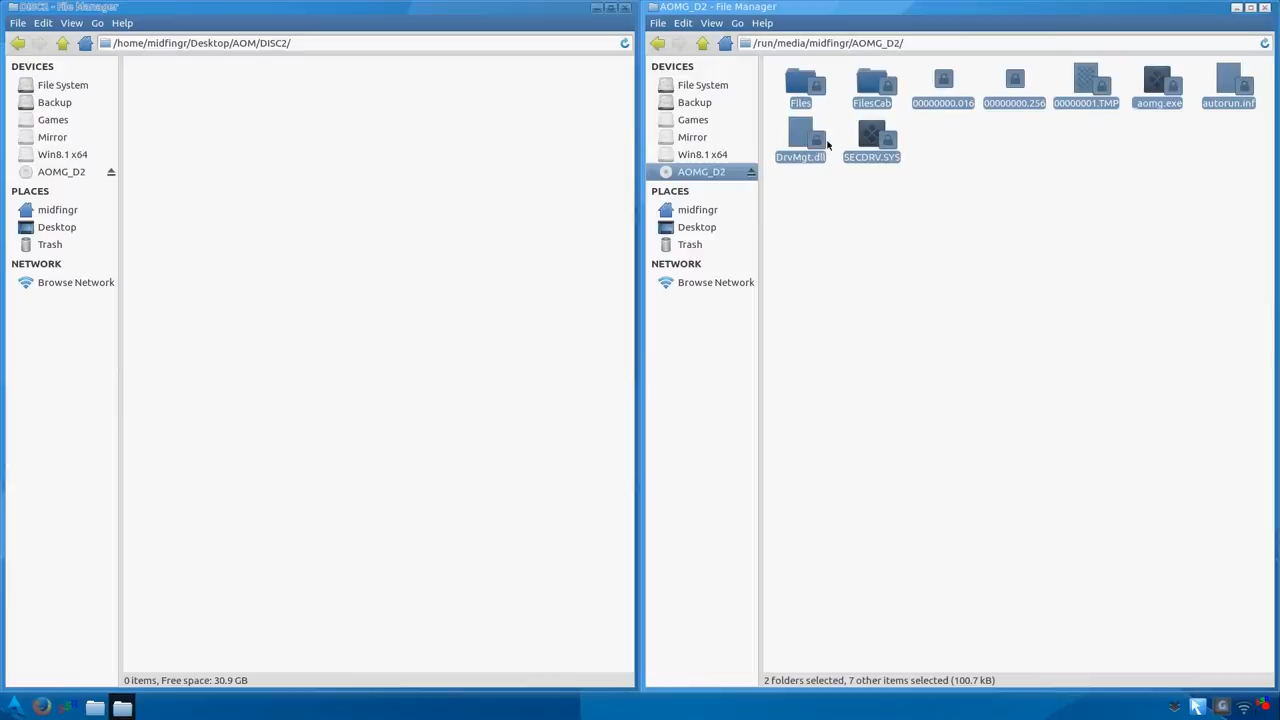 DISC2 - File Manager
File Edit View Go Help
/home/midfingr/Desktop/AOM/DISC2/
DEVICES
File System
Backup
Games
Mirror
Win8.1 x64
AOMG_D2
PLACES
midfingr
Desktop
Trash
NETWORK
Browse Network
0 items, Free space: 30.9 GB
AOMG_D2 - File Manager
File Edit View Go Help
/run/media/midfingr/AOMG_D2/
DEVICES
File System
Backup
Games
Mirror
Win8.1 x64
AOMG_D2
PLACES
midfingr
Desktop
Trash
NETWORK
Browse Network
Files FilesCab 00000000.016 00000000.256 00000001.TMP aomg.exe autorun.inf
DrvMgt.dll SECDRV.SYS
2 folders selected, 7 other items selected (100.7 kB)